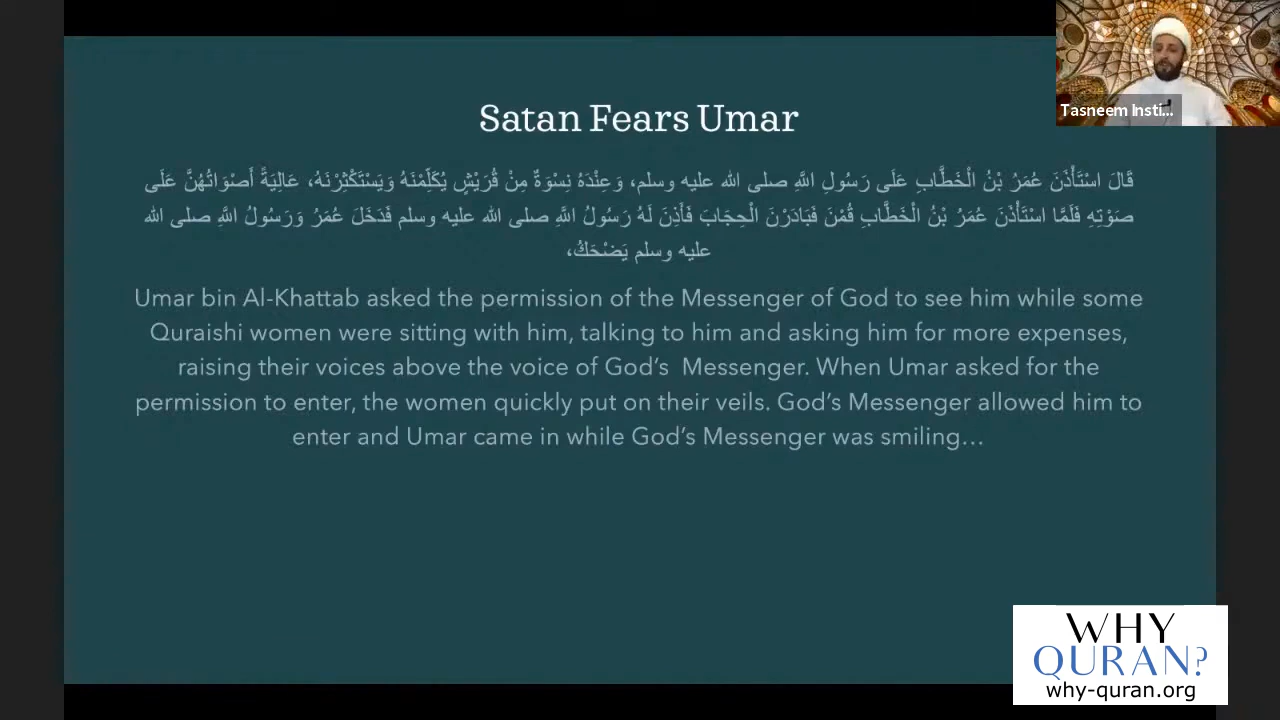 Tasneem Insti...
Satan Fears Umar
قَالَ اسْتَأْذَنَ عُمَرُ بْنُ الْخَطَّابِ عَلَى رَسُولِ اللَّهِ صلى الله عليه وسلم، وَعِنْدَهُ نِسْوَةٌ مِنْ قُرَيْشٍ يُكَلِّمْنَهُ وَيَسْتَكْثِرْنَهُ، عَالِيَةً أَصْوَاتُهُنَّ عَلَى
صَوْتِهِ فَلَمَّا اسْتَأْذَنَ عُمَرُ بْنُ الْخَطَّابِ قُمْنَ فَبَادَرْنَ الْحِجَابَ فَأَذِنَ لَهُ رَسُولُ اللَّهِ صلى الله عليه وسلم فَدَخَلَ عُمَرُ وَرَسُولُ اللَّهِ صلى الله
عليه وسلم يَضْحَكُ،
Umar bin Al-Khattab asked the permission of the Messenger of God to see him while some
Quraishi women were sitting with him, talking to him and asking him for more expenses,
raising their voices above the voice of God’s Messenger. When Umar asked for the
permission to enter, the women quickly put on their veils. God’s Messenger allowed him to
enter and Umar came in while God’s Messenger was smiling…
WHY
QURAN?
why-quran.org